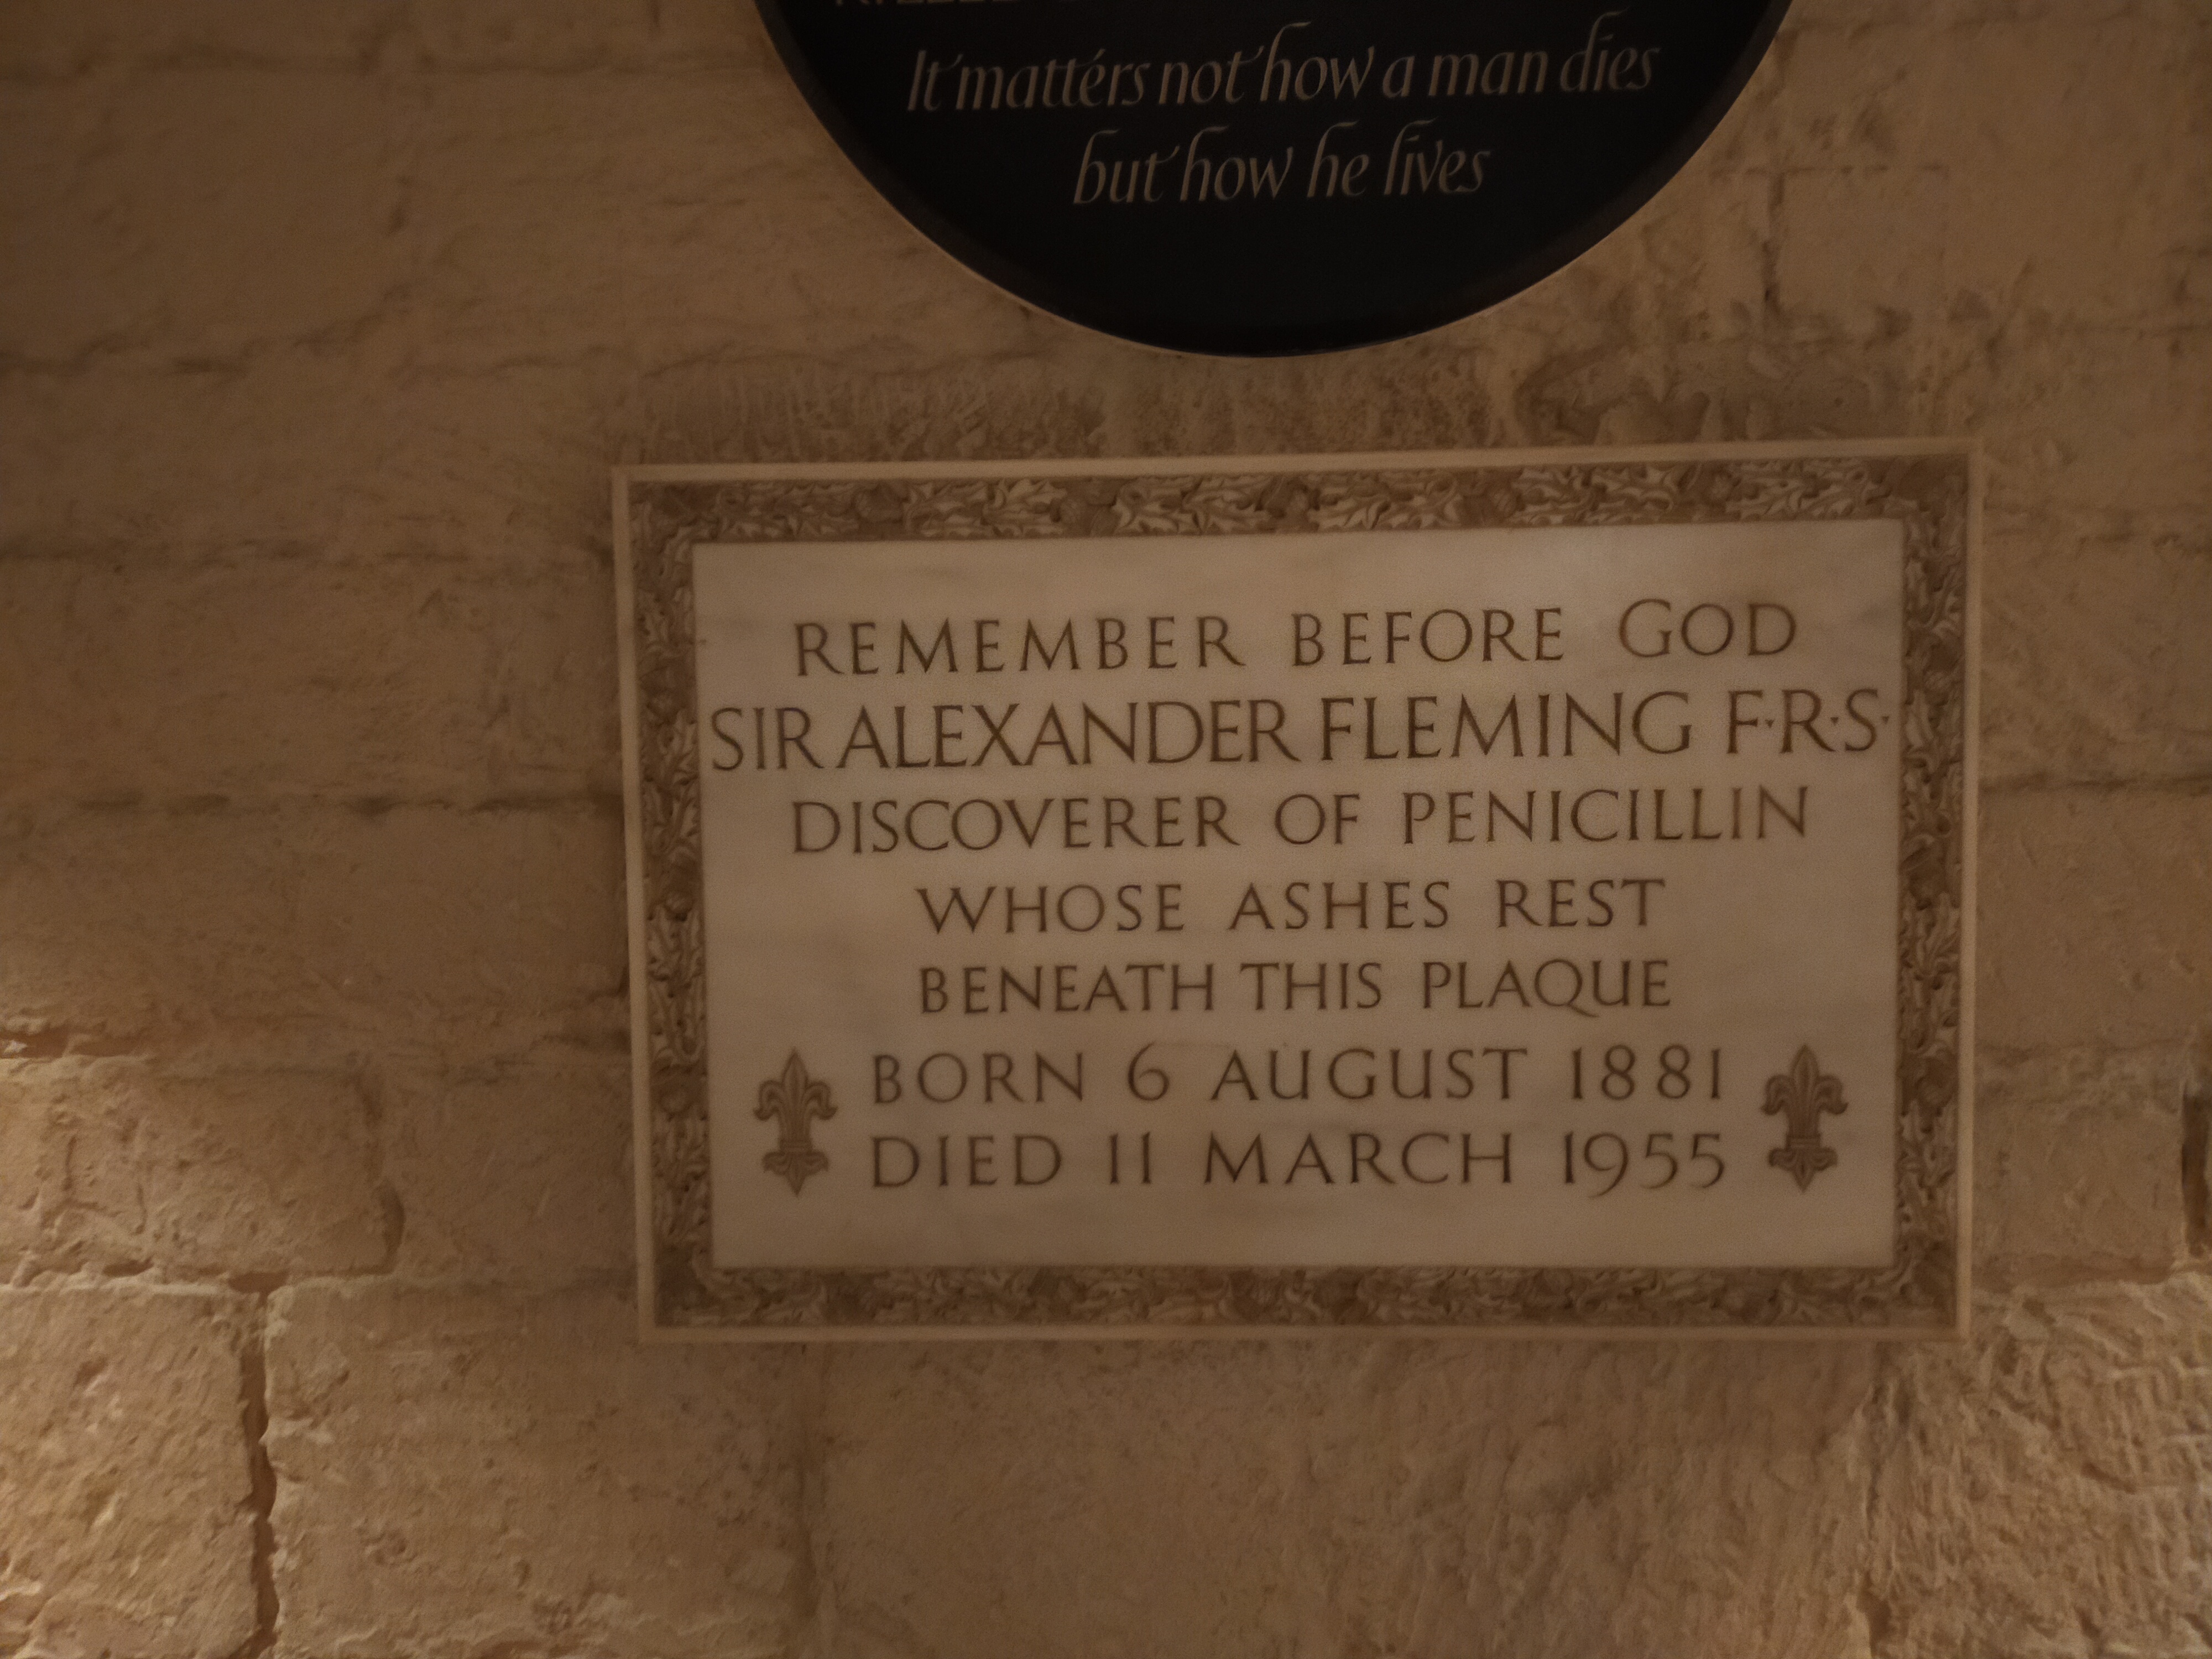 It matters not how a man dies
but how he lives
REMEMBER BEFORE GOD
SIR ALEXANDER FLEMING F·R·S·
DISCOVERER OF PENICILLIN
WHOSE ASHES REST
BENEATH THIS PLAQUE
BORN 6 AUGUST 1881
DIED 11 MARCH 1955